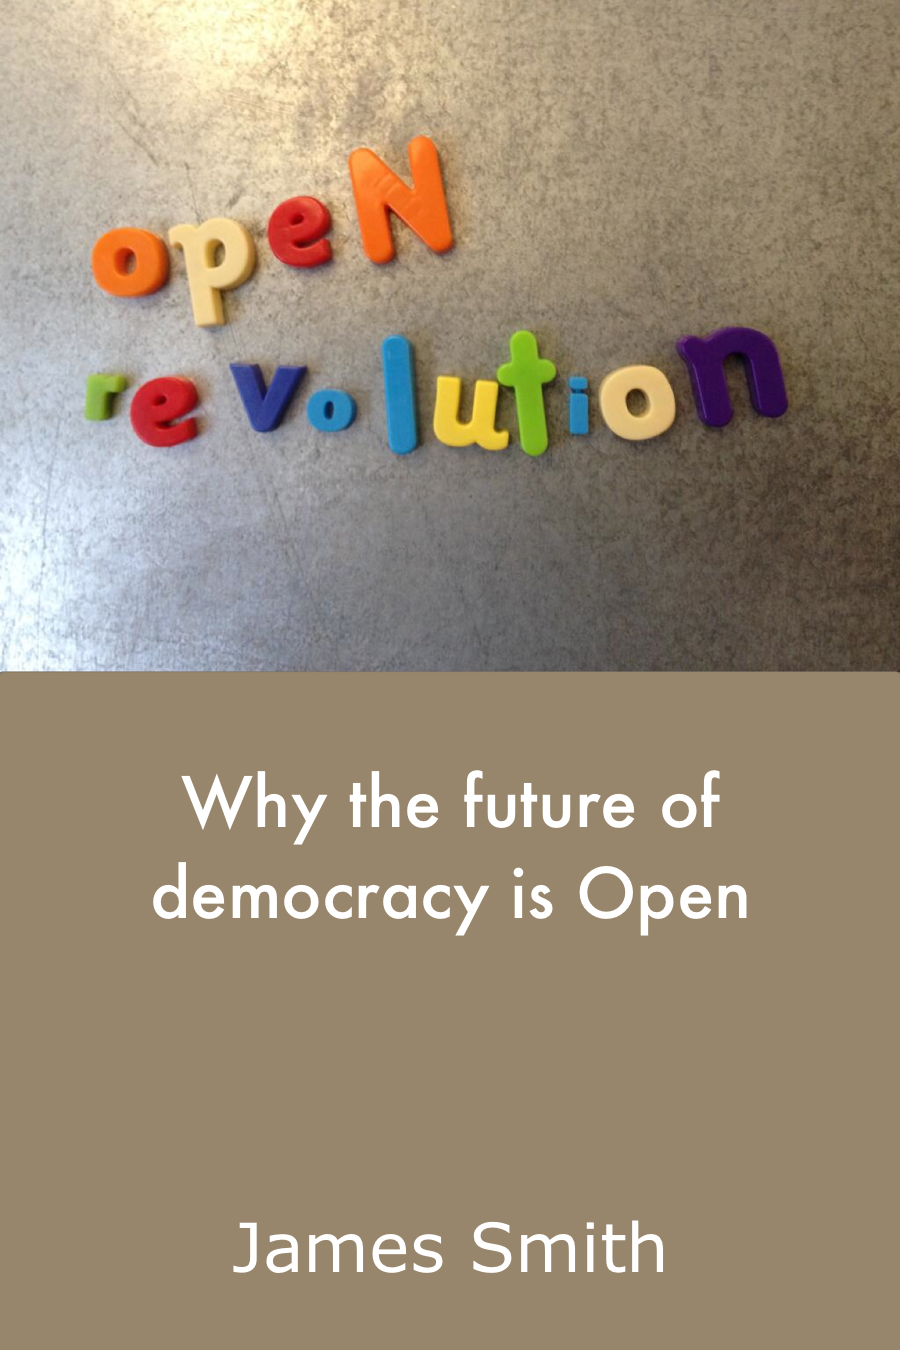 opeN
revolution
Why the future of
democracy is Open
James Smith